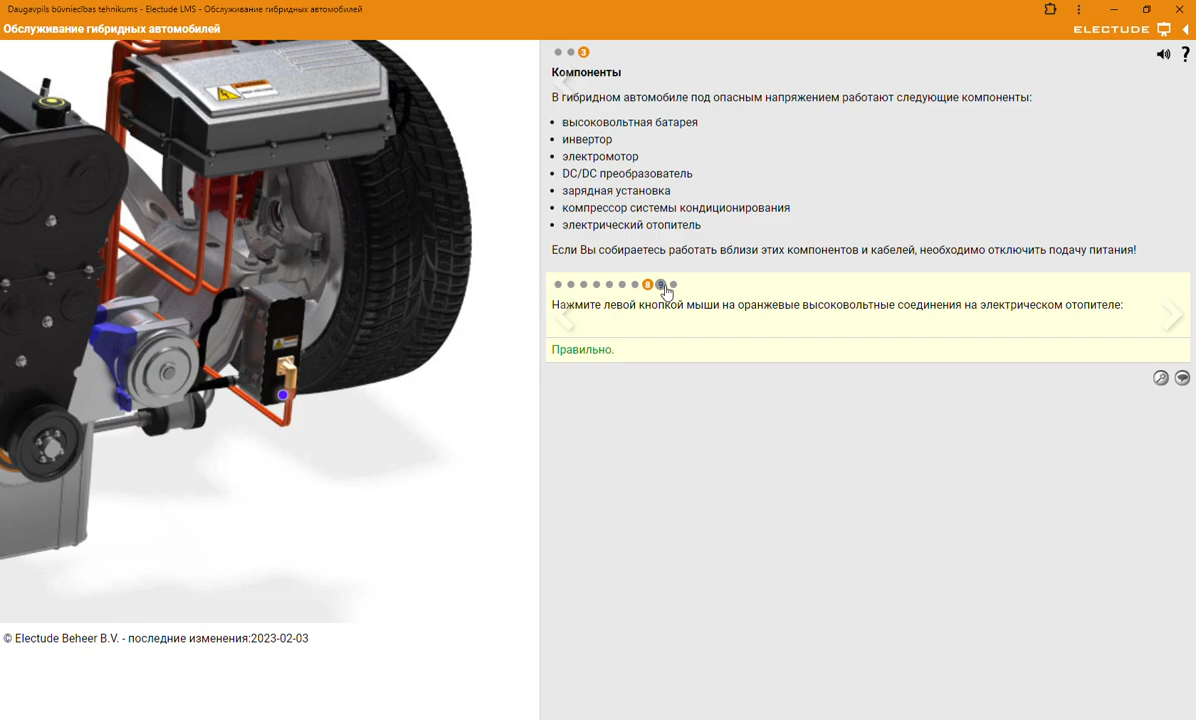 Daugavpils būvniecības tehnikums - Electude LMS - Обслуживание гибридных автомобилей
Обслуживание гибридных автомобилей
ELECTUDE
3
?
Компоненты
В гибридном автомобиле под опасным напряжением работают следующие компоненты:
• высоковольтная батарея
• инвертор
• электромотор
• DC/DC преобразователь
• зарядная установка
• компрессор системы кондиционирования
• электрический отопитель
Если Вы собираетесь работать вблизи этих компонентов и кабелей, необходимо отключить подачу питания!
8 9
Нажмите левой кнопкой мыши на оранжевые высоковольтные соединения на электрическом отопителе:
Правильно.
© Electude Beheer B.V. - последние изменения:2023-02-03